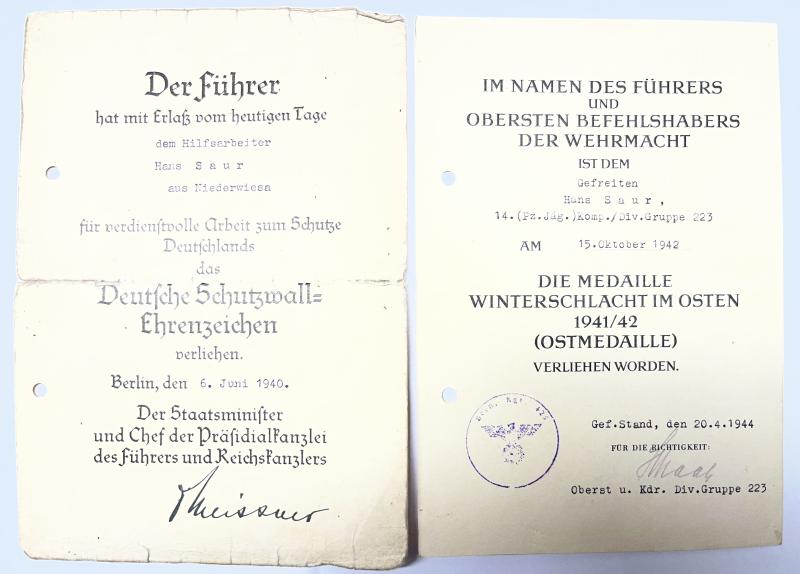 Der Führer
hat mit Erlaß vom heutigen Tage
dem Hilfsarbeiter
Hans S a u r
aus Niederwiesa
für verdienstvolle Arbeit zum Schutze
Deutschlands
das
Deutsche Schutzwall=
Ehrenzeichen
verliehen.
Berlin, den 6. Juni 1940.
Der Staatsminister
und Chef der Präsidialkanzlei
des Führers und Reichskanzlers
Meissner
IM NAMEN DES FÜHRERS
UND
OBERSTEN BEFEHLSHABERS
DER WEHRMACHT
IST DEM
Gefreiten
Hans S a u r ,
14.(Pz.Jäg.)Komp./Div.Gruppe 223
AM 15.Oktober 1942
DIE MEDAILLE
WINTERSCHLACHT IM OSTEN
1941/42
(OSTMEDAILLE)
VERLIEHEN WORDEN.
Gef.Stand, den 20.4.1944
FÜR DIE RICHTIGKEIT:
Oberst u. Kdr. Div.Gruppe 223